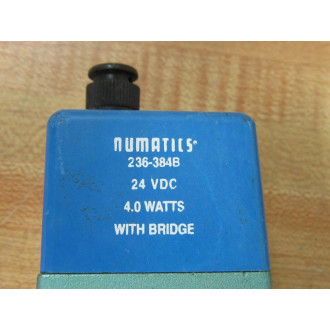 numatics®
236-384B
24 VDC
4.0 WATTS
WITH BRIDGE